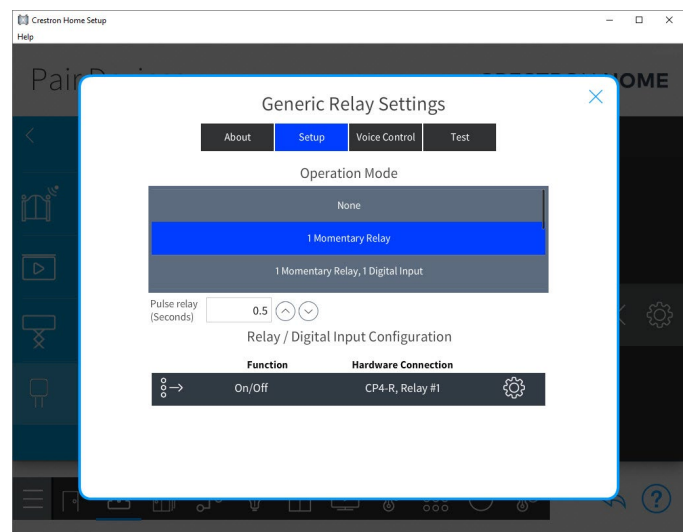 Crestron Home Setup
Help
Pair
HOME
Generic Relay Settings
About Setup Voice Control Test
Operation Mode
None
1 Momentary Relay
1 Momentary Relay, 1 Digital Input
Pulse relay
(Seconds)
0.5
Relay / Digital Input Configuration
Function Hardware Connection
On/Off CP4-R, Relay #1
?